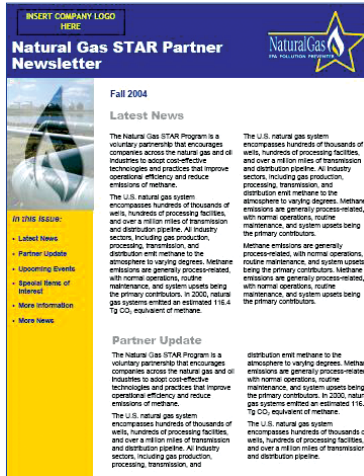 INSERT COMPANY LOGO
HERE
Natural Gas STAR Partner
Newsletter
NaturalGas
EPA POLLUTION PREVENTER
Fall 2004
Latest News
The Natural Gas STAR Program is a
voluntary partnership that encourages
companies across the natural gas and oil
industries to adopt cost-effective
technologies and practices that improve
operational efficiency and reduce
emissions of methane.
The U.S. natural gas system
encompasses hundreds of thousands of
wells, hundreds of processing facilities,
and over a million miles of transmission
and distribution pipeline. All industry
sectors, including gas production,
processing, transmission, and
distribution emit methane to the
atmosphere to varying degrees. Methane
emissions are generally process-related,
with normal operations, routine
maintenance, and system upsets being
the primary contributors. In 2000, natural
gas systems emitted an estimated 116.4
Tg CO₂ equivalent of methane.
The U.S. natural gas system
encompasses hundreds of thousands of
wells, hundreds of processing facilities,
and over a million miles of transmission
and distribution pipeline. All industry
sectors, including gas production,
processing, transmission, and
distribution emit methane to the
atmosphere to varying degrees. Methane
emissions are generally process-related,
with normal operations, routine
maintenance, and system upsets being
the primary contributors.
Methane emissions are generally
process-related, with normal operations,
routine maintenance, and system upsets
being the primary contributors. Methane
emissions are generally process-related,
with normal operations, routine
maintenance, and system upsets being
the primary contributors.
In this issue:
• Latest News
• Partner Update
• Upcoming Events
• Special Items of
Interest
• More Information
• More News
Partner Update
The Natural Gas STAR Program is a
voluntary partnership that encourages
companies across the natural gas and oil
industries to adopt cost-effective
technologies and practices that improve
operational efficiency and reduce
emissions of methane.
The U.S. natural gas system
encompasses hundreds of thousands of
wells, hundreds of processing facilities,
and over a million miles of transmission
and distribution pipeline. All industry
sectors, including gas production,
processing, transmission, and
distribution emit methane to the
atmosphere to varying degrees. Methan
emissions are generally process-related
with normal operations, routine
maintenance, and system upsets being
the primary contributors. In 2000, natur
gas systems emitted an estimated 116.
Tg CO₂ equivalent of methane.
The U.S. natural gas system
encompasses hundreds of thousands o
wells, hundreds of processing facilities,
and over a million miles of transmission
and distribution pipeline.